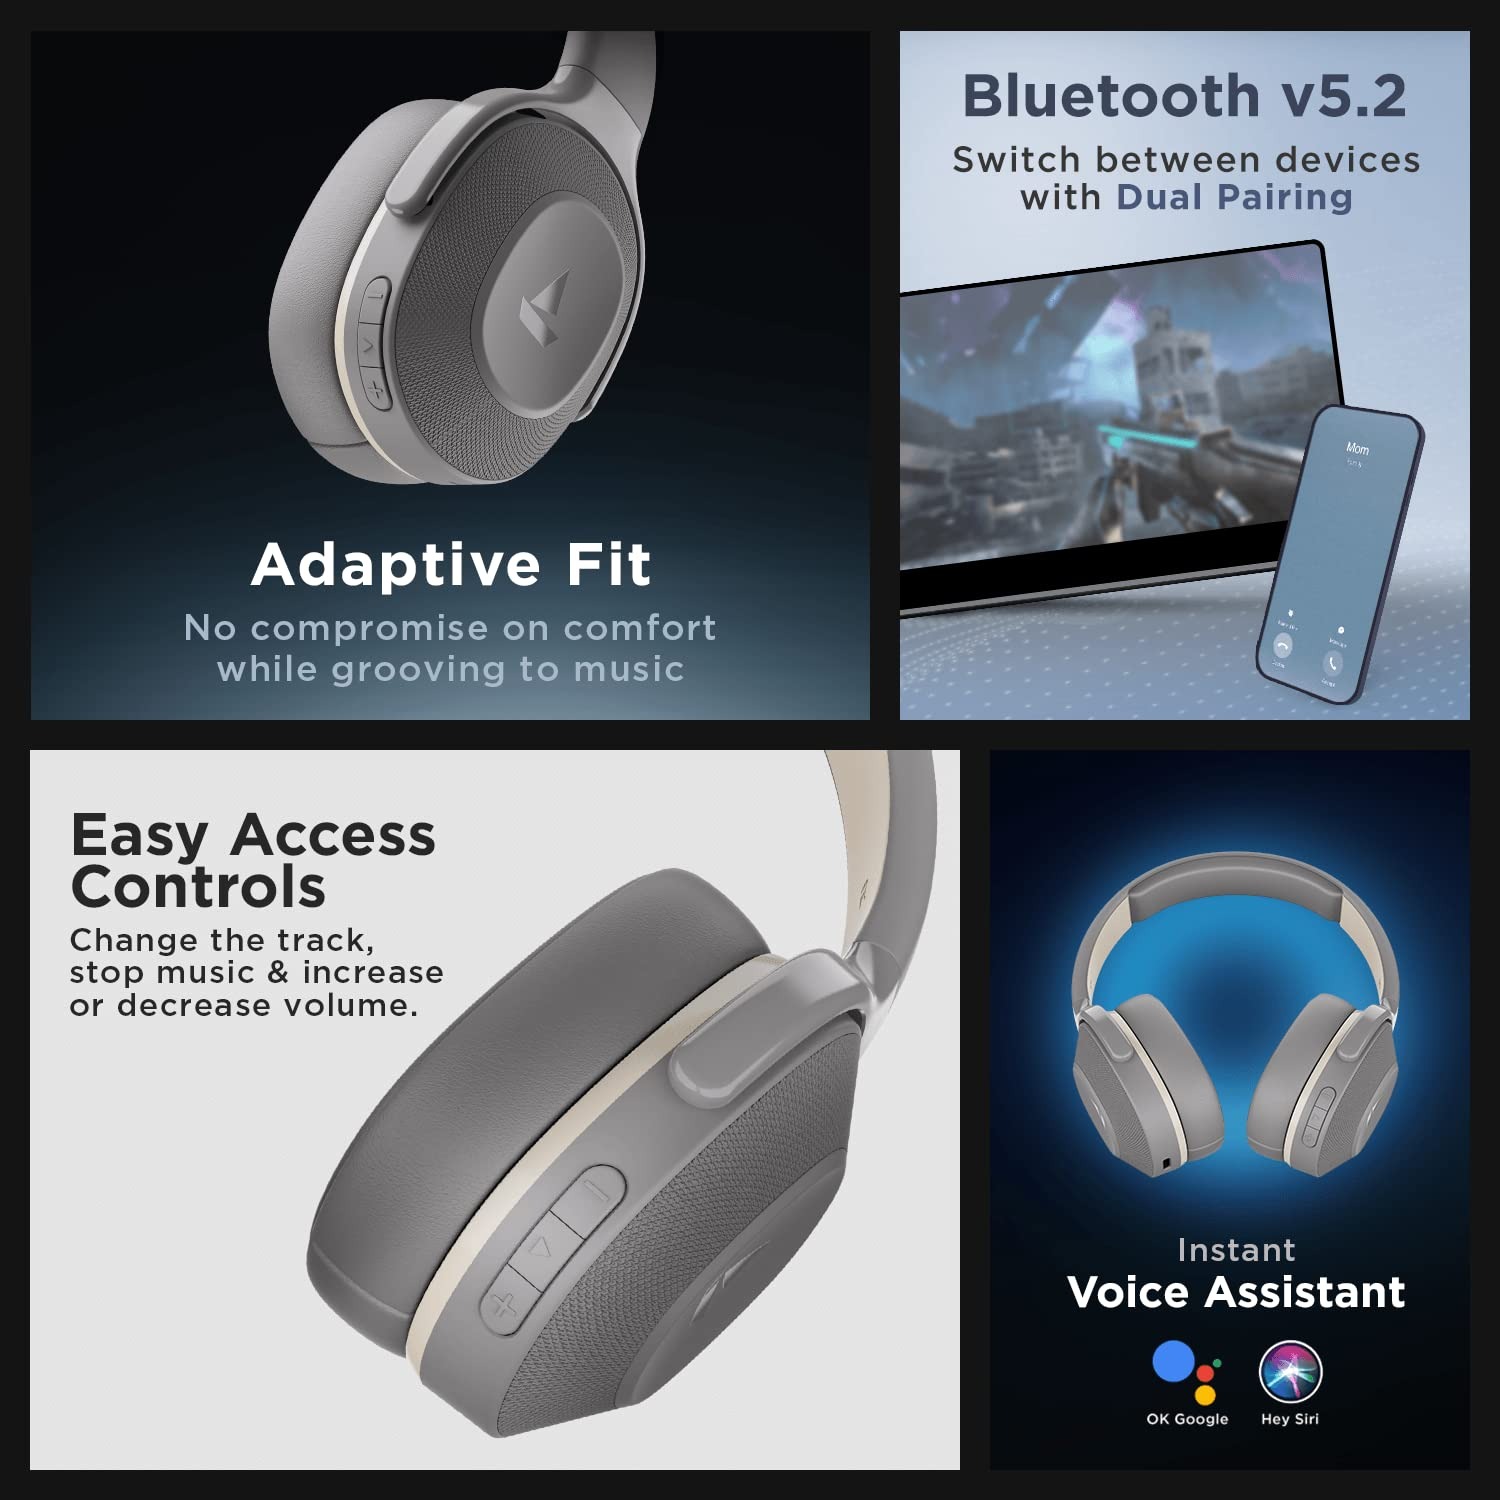 Adaptive Fit
No compromise on comfort
while grooving to music
Bluetooth v5.2
Switch between devices
with Dual Pairing
Mom
Easy Access
Controls
Change the track,
stop music & increase
or decrease volume.
Instant
Voice Assistant
OK Google
Hey Siri